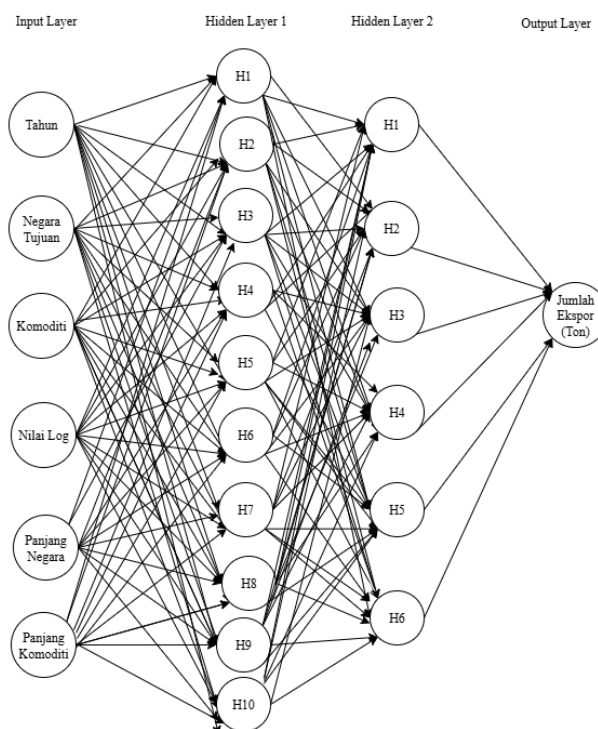 Input Layer
Hidden Layer 1
Hidden Layer 2
Output Layer
Tahun
Negara
Tujuan
Komoditi
Nilai Log
Panjang
Negara
Panjang
Komoditi
H1
H2
H3
H4
H5
H6
H7
H8
H9
H10
H1
H2
H3
H4
H5
H6
Jumlah
Ekspor
(Ton)